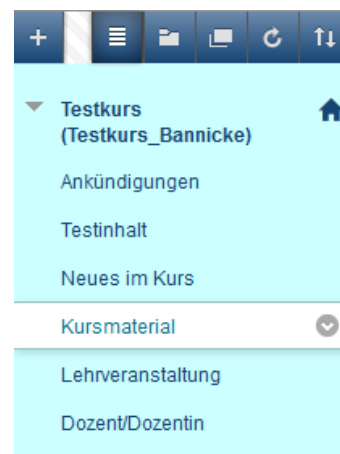 Testkurs
(Testkurs_Bannicke)
Ankündigungen
Testinhalt
Neues im Kurs
Kursmaterial
Lehrveranstaltung
Dozent/Dozentin